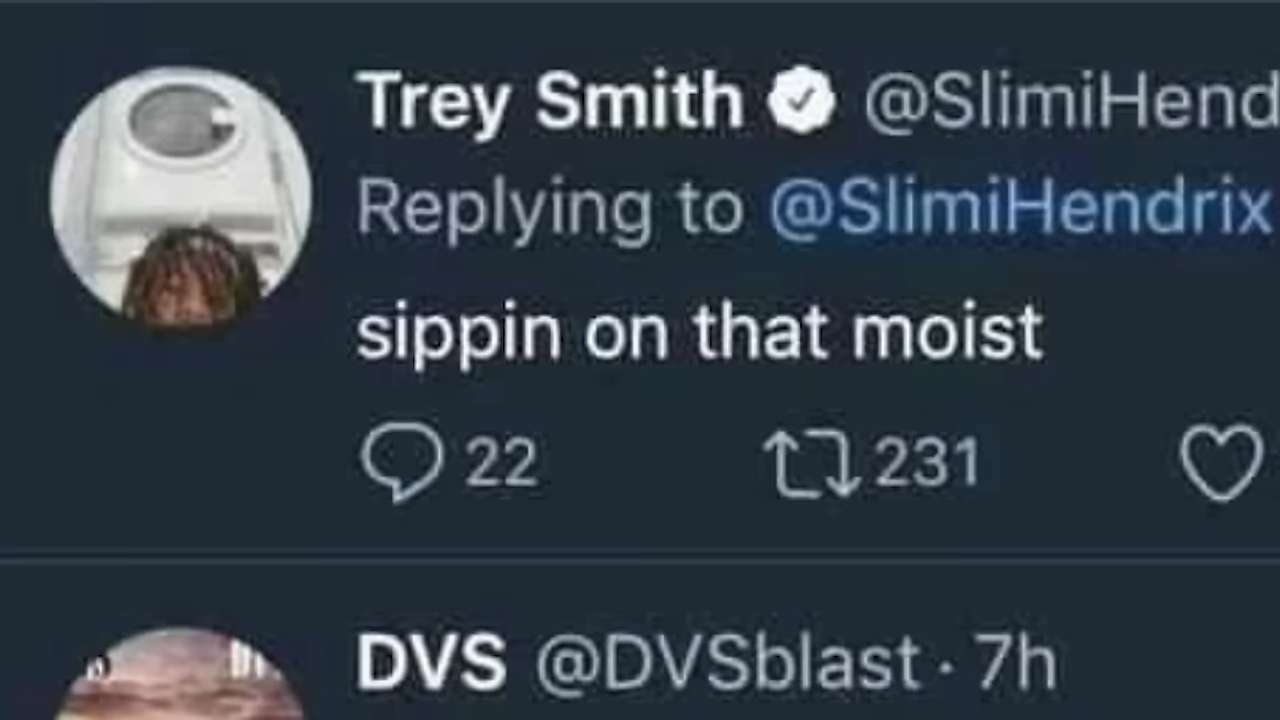 Trey Smith @SlimiHend
Replying to @SlimiHendrix
sippin on that moist
22 231
DVS @DVSblast · 7h